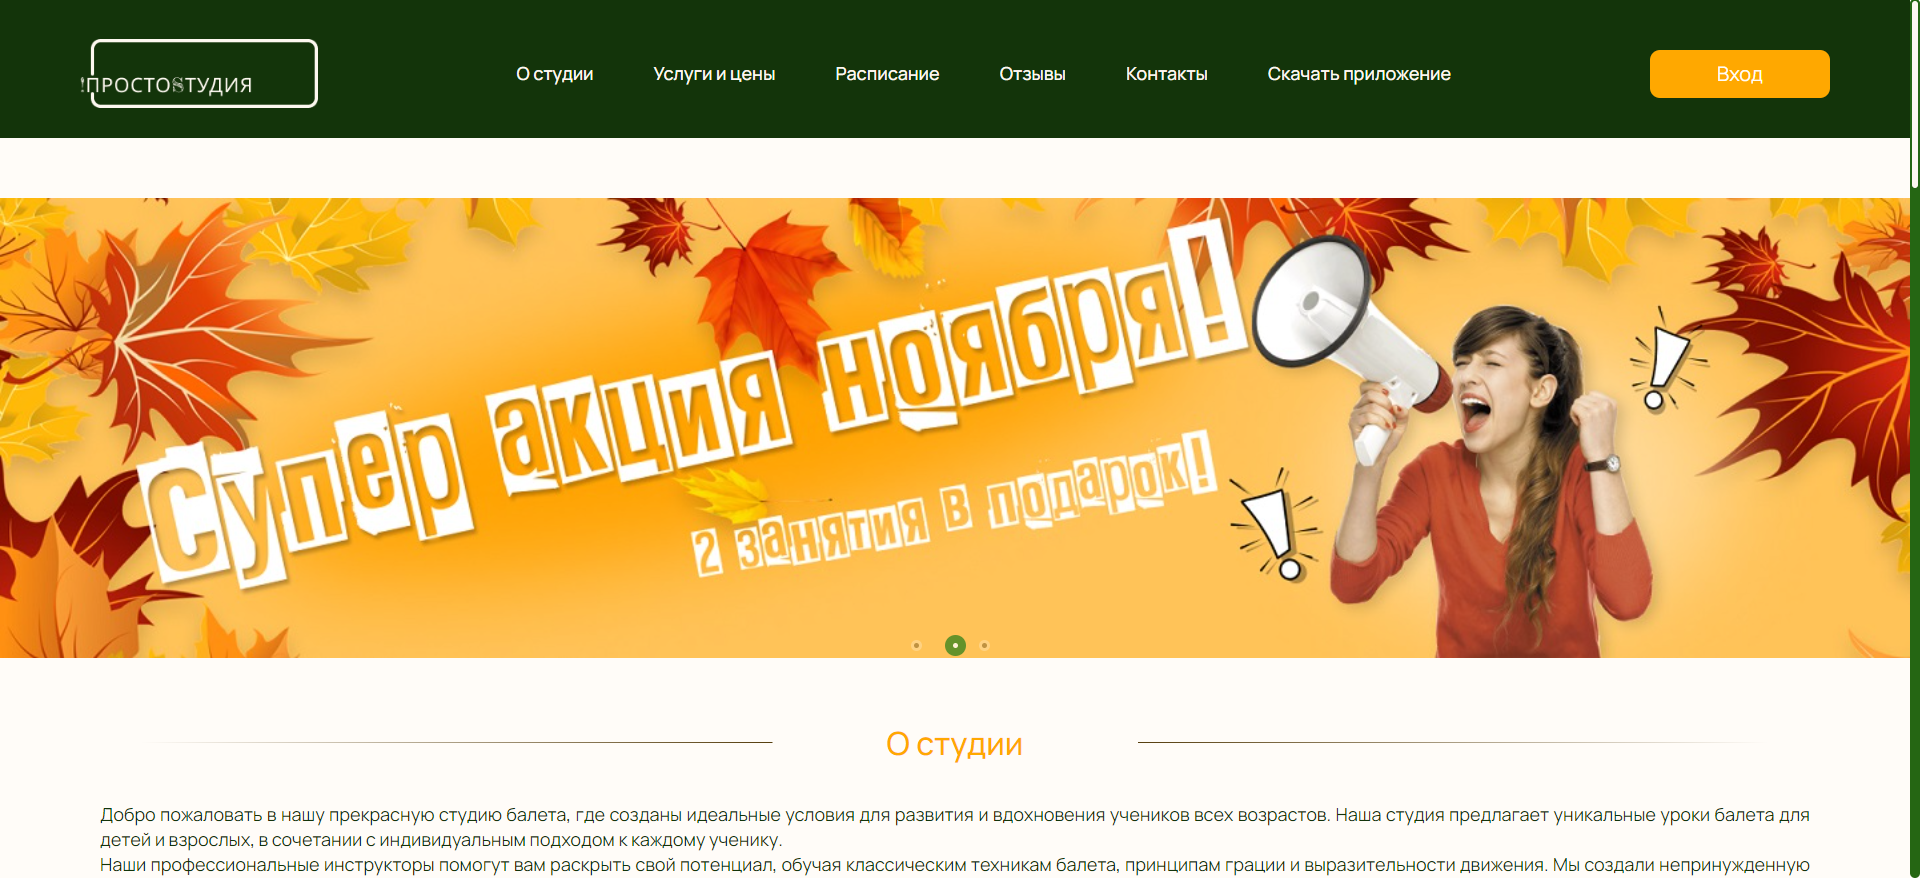 !ПРОСТОSТУДИЯ
О студии
Услуги и цены
Расписание
Отзывы
Контакты
Скачать приложение
Вход
Супер акция ноября!
2 занятия в подарок!
О студии
Добро пожаловать в нашу прекрасную студию балета, где созданы идеальные условия для развития и вдохновения учеников всех возрастов. Наша студия предлагает уникальные уроки балета для
детей и взрослых, в сочетании с индивидуальным подходом к каждому ученику.
Наши профессиональные инструкторы помогут вам раскрыть свой потенциал, обучая классическим техникам балета, принципам грации и выразительности движения. Мы создали непринужденную